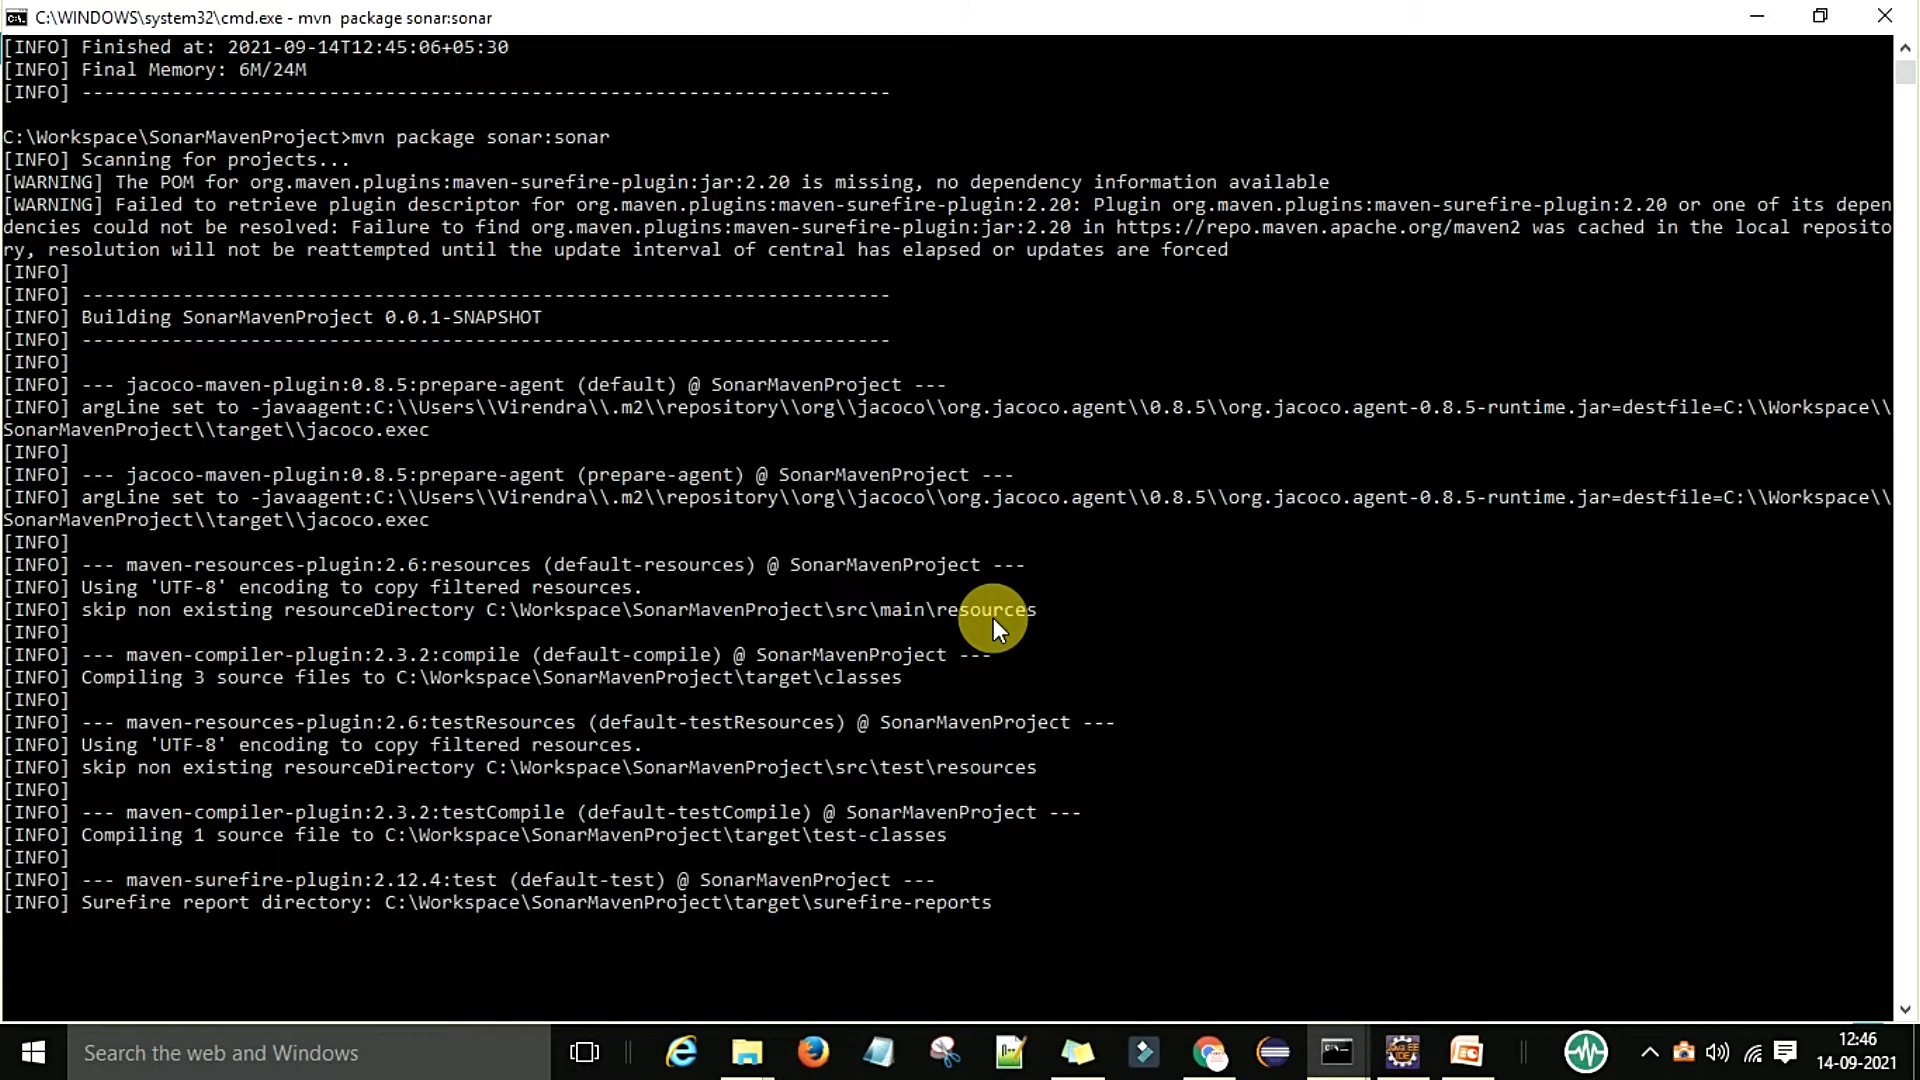 C:\WINDOWS\system32\cmd.exe - mvn  package sonar:sonar
[INFO] Finished at: 2021-09-14T12:45:06+05:30
[INFO] Final Memory: 6M/24M
[INFO] ------------------------------------------------------------------------
C:\Workspace\SonarMavenProject>mvn package sonar:sonar
[INFO] Scanning for projects...
[WARNING] The POM for org.maven.plugins:maven-surefire-plugin:jar:2.20 is missing, no dependency information available
[WARNING] Failed to retrieve plugin descriptor for org.maven.plugins:maven-surefire-plugin:2.20: Plugin org.maven.plugins:maven-surefire-plugin:2.20 or one of its depen
dencies could not be resolved: Failure to find org.maven.plugins:maven-surefire-plugin:jar:2.20 in https://repo.maven.apache.org/maven2 was cached in the local reposito
ry, resolution will not be reattempted until the update interval of central has elapsed or updates are forced
[INFO]
[INFO] ------------------------------------------------------------------------
[INFO] Building SonarMavenProject 0.0.1-SNAPSHOT
[INFO] ------------------------------------------------------------------------
[INFO]
[INFO] --- jacoco-maven-plugin:0.8.5:prepare-agent (default) @ SonarMavenProject ---
[INFO] argLine set to -javaagent:C:\\Users\\Virendra\\.m2\\repository\\org\\jacoco\\org.jacoco.agent\\0.8.5\\org.jacoco.agent-0.8.5-runtime.jar=destfile=C:\\Workspace\\
SonarMavenProject\\target\\jacoco.exec
[INFO]
[INFO] --- jacoco-maven-plugin:0.8.5:prepare-agent (prepare-agent) @ SonarMavenProject ---
[INFO] argLine set to -javaagent:C:\\Users\\Virendra\\.m2\\repository\\org\\jacoco\\org.jacoco.agent\\0.8.5\\org.jacoco.agent-0.8.5-runtime.jar=destfile=C:\\Workspace\\
SonarMavenProject\\target\\jacoco.exec
[INFO]
[INFO] --- maven-resources-plugin:2.6:resources (default-resources) @ SonarMavenProject ---
[INFO] Using 'UTF-8' encoding to copy filtered resources.
[INFO] skip non existing resourceDirectory C:\Workspace\SonarMavenProject\src\main\resources
[INFO]
[INFO] --- maven-compiler-plugin:2.3.2:compile (default-compile) @ SonarMavenProject ---
[INFO] Compiling 3 source files to C:\Workspace\SonarMavenProject\target\classes
[INFO]
[INFO] --- maven-resources-plugin:2.6:testResources (default-testResources) @ SonarMavenProject ---
[INFO] Using 'UTF-8' encoding to copy filtered resources.
[INFO] skip non existing resourceDirectory C:\Workspace\SonarMavenProject\src\test\resources
[INFO]
[INFO] --- maven-compiler-plugin:2.3.2:testCompile (default-testCompile) @ SonarMavenProject ---
[INFO] Compiling 1 source file to C:\Workspace\SonarMavenProject\target\test-classes
[INFO]
[INFO] --- maven-surefire-plugin:2.12.4:test (default-test) @ SonarMavenProject ---
[INFO] Surefire report directory: C:\Workspace\SonarMavenProject\target\surefire-reports
Search the web and Windows
12:46
14-09-2021